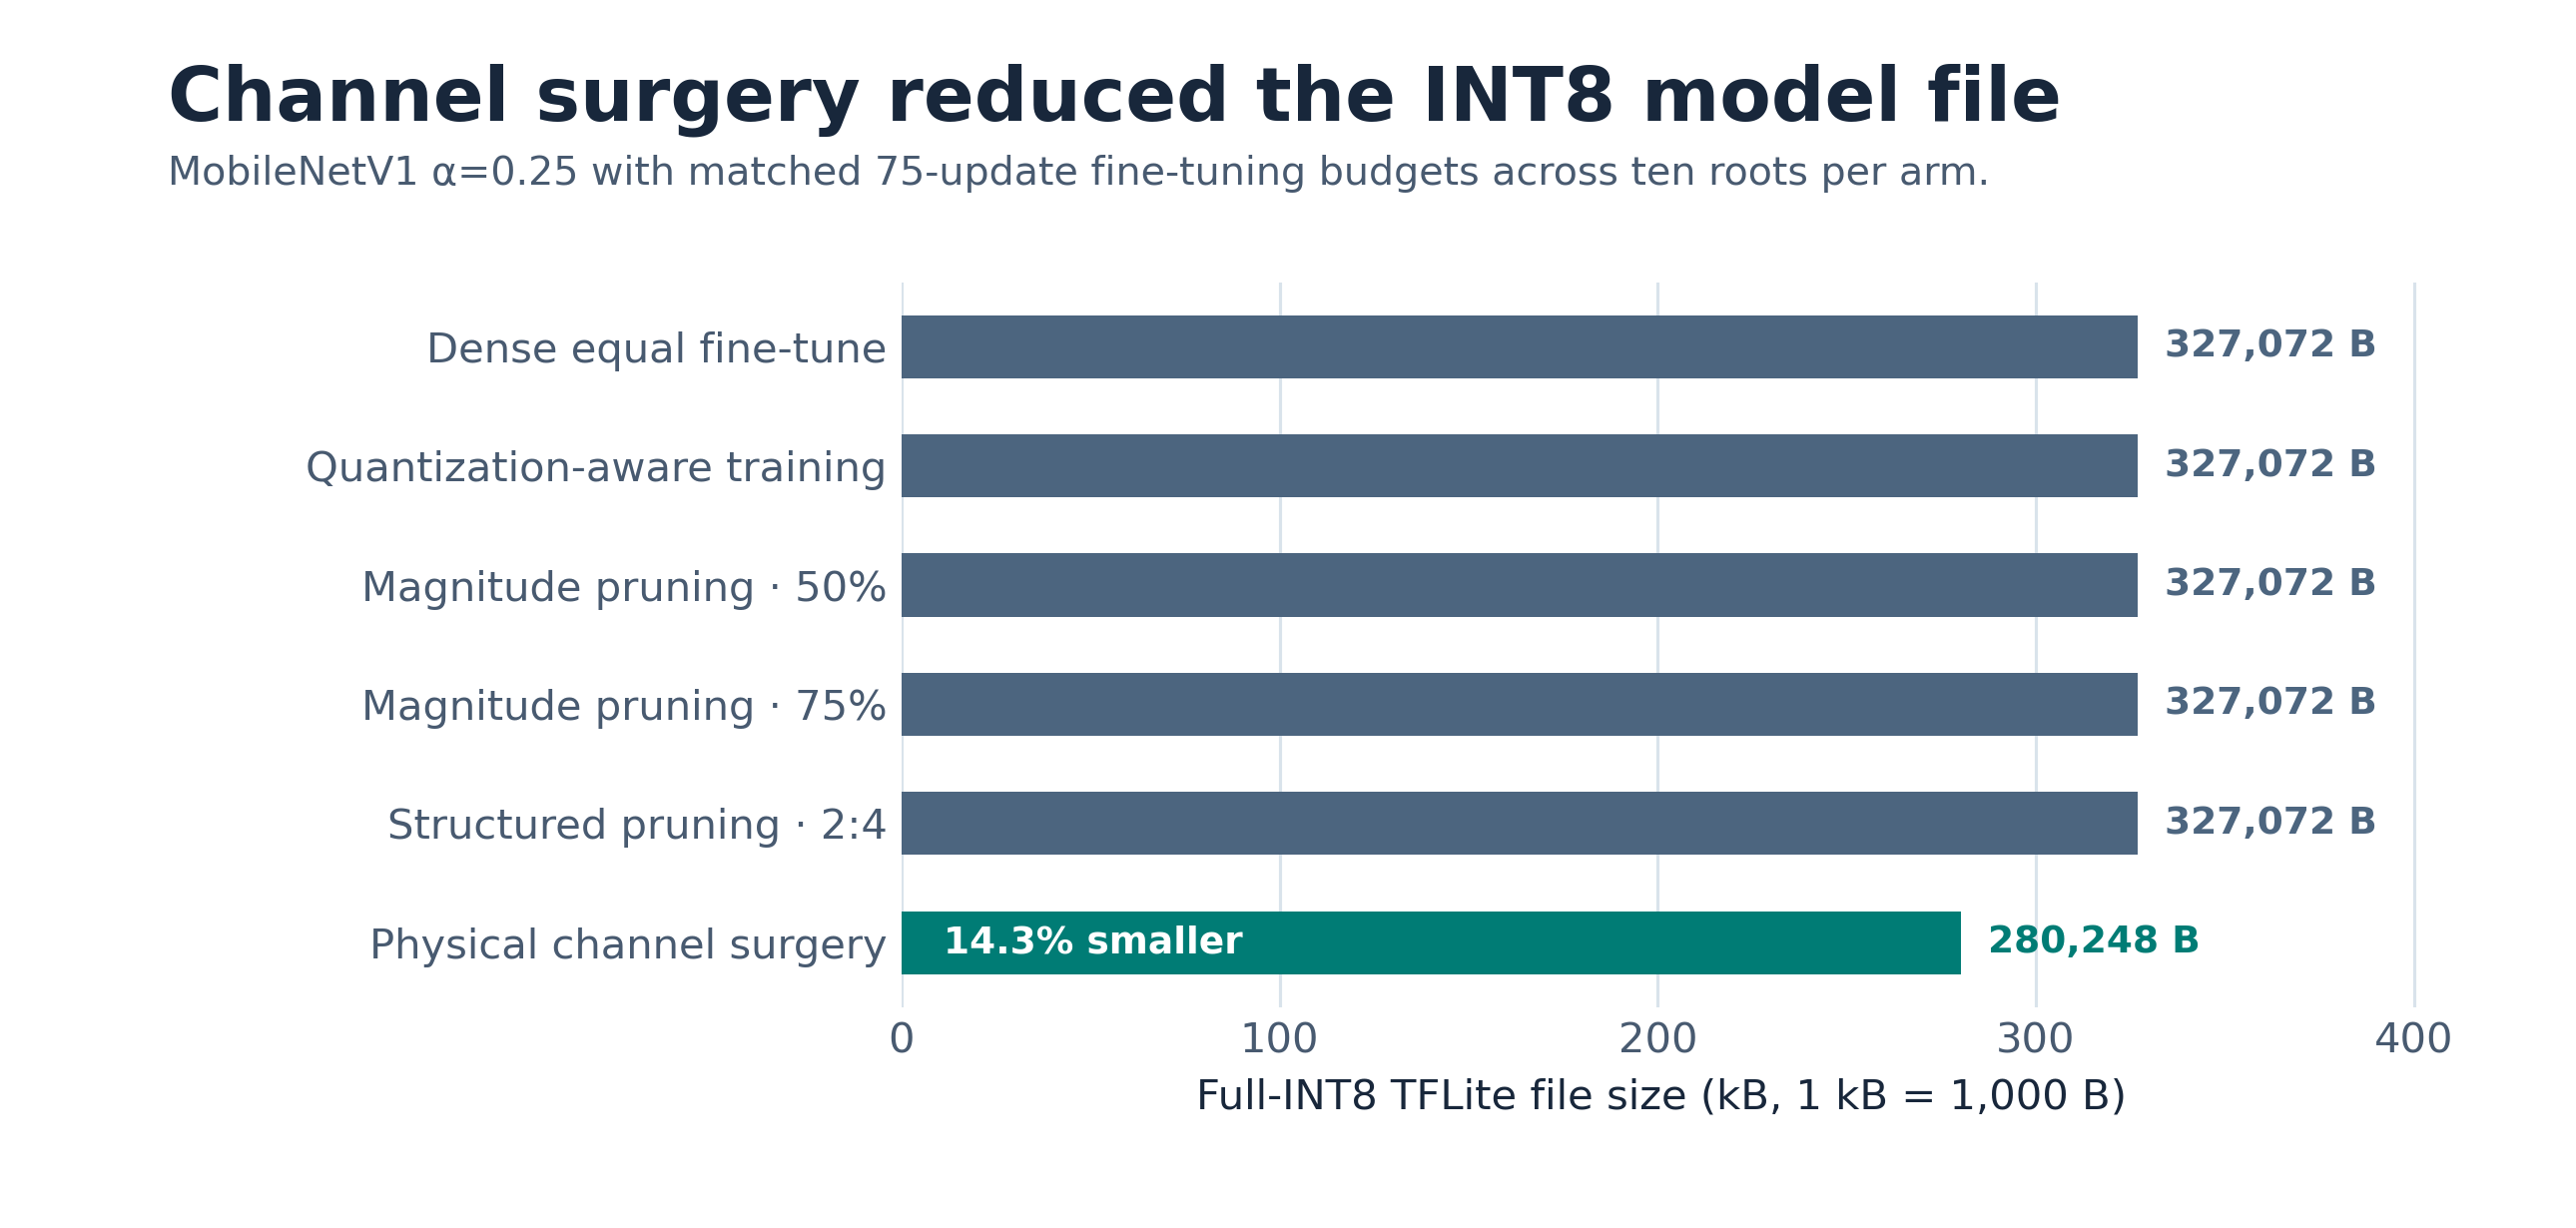 Channel surgery reduced the INT8 model file
MobileNetV1 α=0.25 with matched 75-update fine-tuning budgets across ten roots per arm.
Dense equal fine-tune 327,072 B
Quantization-aware training 327,072 B
Magnitude pruning · 50% 327,072 B
Magnitude pruning · 75% 327,072 B
Structured pruning · 2:4 327,072 B
Physical channel surgery 14.3% smaller 280,248 B
0 100 200 300 400
Full-INT8 TFLite file size (kB, 1 kB = 1,000 B)